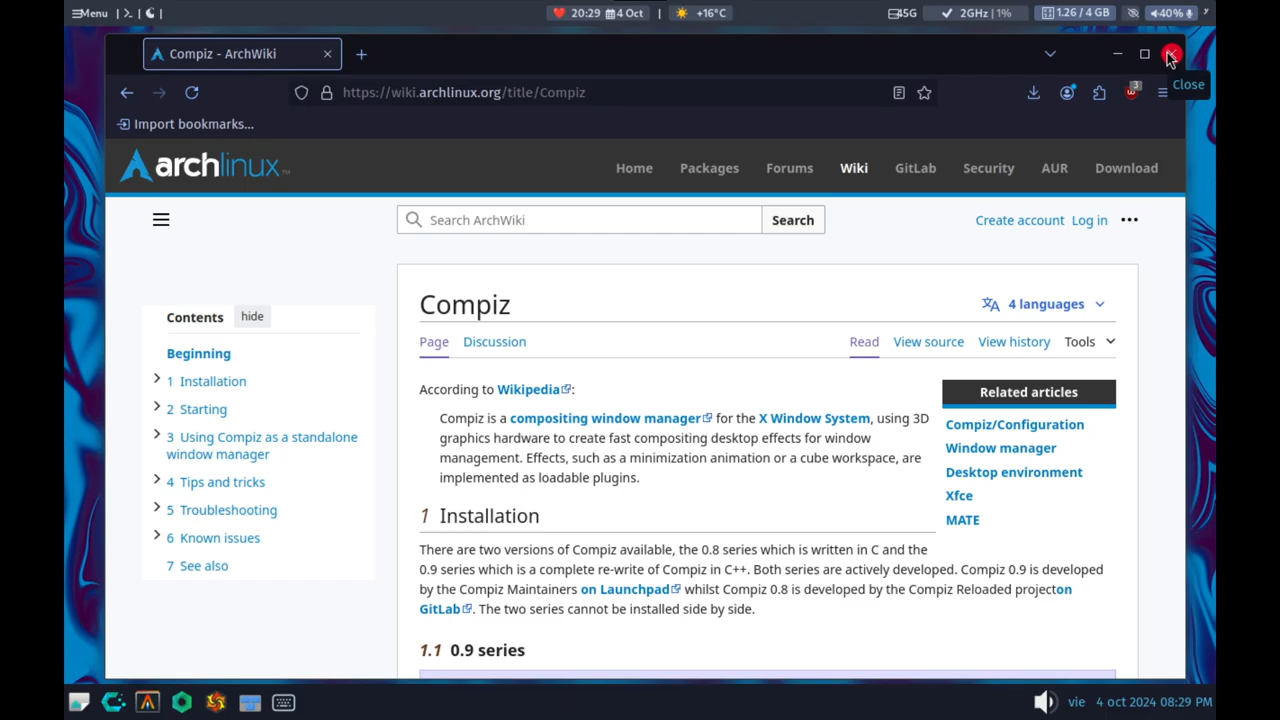 Menu
20:29 4 Oct | +16°C
45G 2GHz | 1% 1.26 / 4 GB 40%
Compiz - ArchWiki
https://wiki.archlinux.org/title/Compiz
3
Close
Import bookmarks...
archlinux
Home Packages Forums Wiki GitLab Security AUR Download
Search ArchWiki Search
Create account Log in
Contents hide
Beginning
1 Installation
2 Starting
3 Using Compiz as a standalone
window manager
4 Tips and tricks
5 Troubleshooting
6 Known issues
7 See also
Compiz
4 languages
Page Discussion Read View source View history Tools
According to Wikipedia:
Compiz is a compositing window manager for the X Window System, using 3D
graphics hardware to create fast compositing desktop effects for window
management. Effects, such as a minimization animation or a cube workspace, are
implemented as loadable plugins.
Related articles
Compiz/Configuration
Window manager
Desktop environment
Xfce
MATE
1 Installation
There are two versions of Compiz available, the 0.8 series which is written in C and the
0.9 series which is a complete re-write of Compiz in C++. Both series are actively developed. Compiz 0.9 is developed
by the Compiz Maintainers on Launchpad whilst Compiz 0.8 is developed by the Compiz Reloaded projecton
GitLab. The two series cannot be installed side by side.
1.1 0.9 series
vie 4 oct 2024 08:29 PM